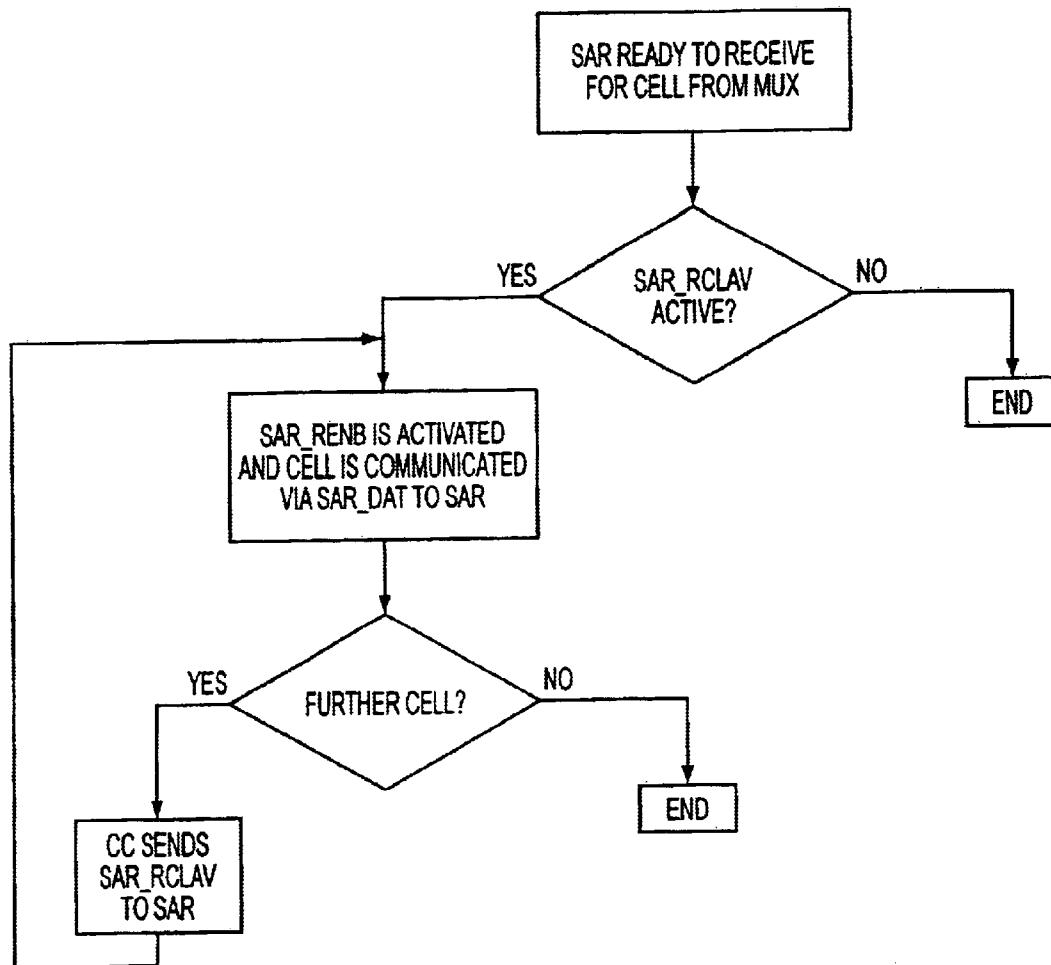 SAR READY TO RECEIVE
FOR CELL FROM MUX
YES
SAR_RCLAV
ACTIVE?
NO
END
SAR_RENB IS ACTIVATED
AND CELL IS COMMUNICATED
VIA SAR_DAT TO SAR
YES
FURTHER CELL?
NO
END
CC SENDS
SAR_RCLAV
TO SAR